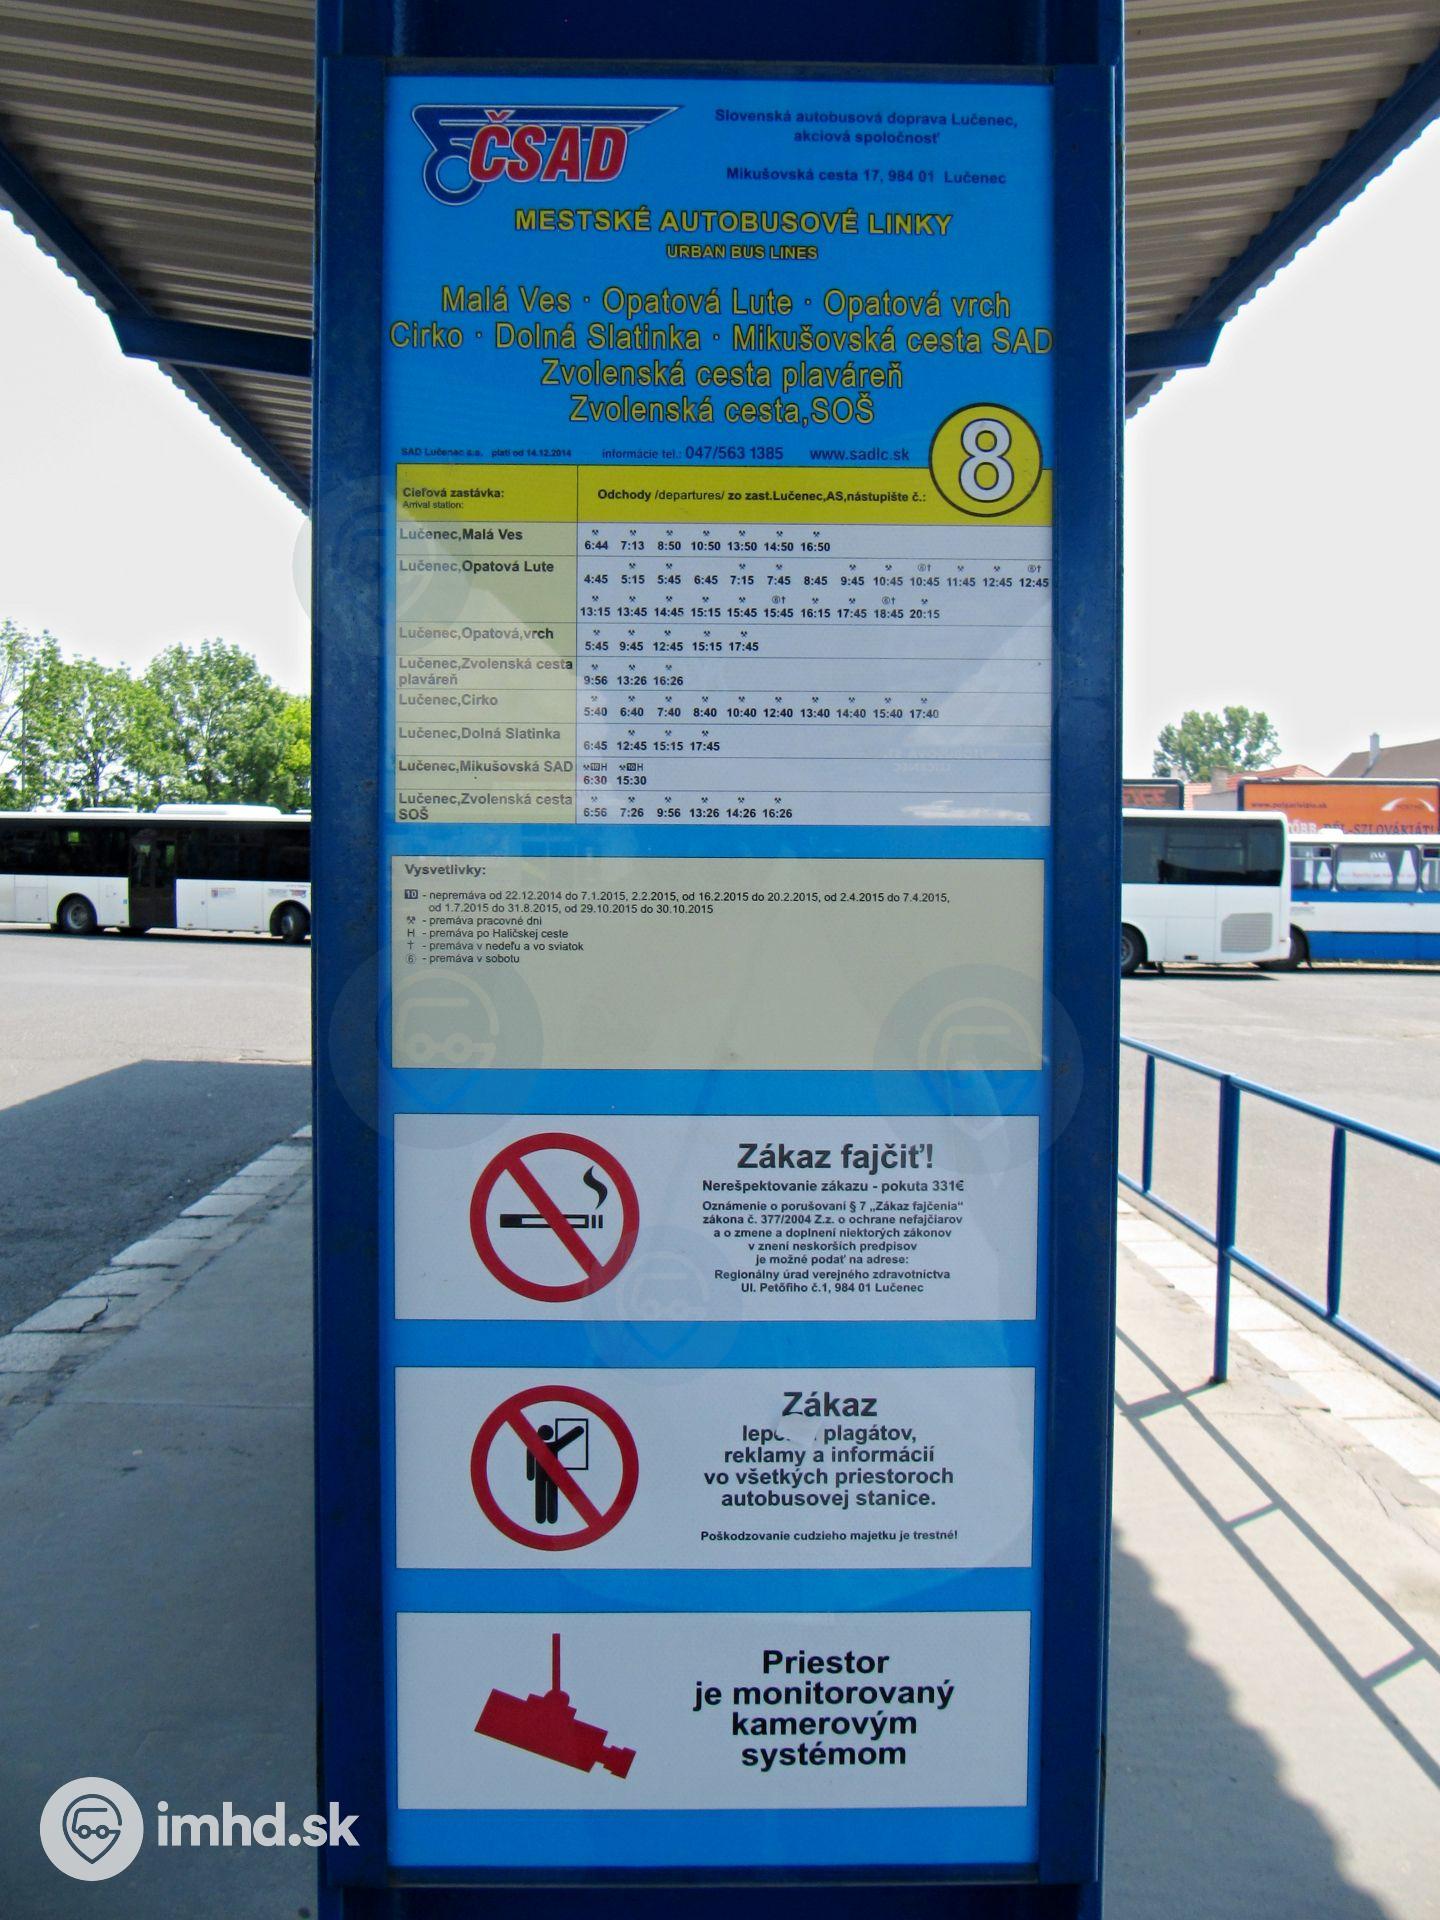 ČSAD
Slovenská autobusová doprava Lučenec,
akciová spoločnosť
Mikušovská cesta 17, 984 01 Lučenec
MESTSKÉ AUTOBUSOVÉ LINKY
URBAN BUS LINES
Malá Ves · Opatová Lute · Opatová vrch
Cirko · Dolná Slatinka · Mikušovská cesta SAD
Zvolenská cesta plaváreň
Zvolenská cesta,SOŠ
SAD Lučenec a.s. platí od 14.12.2014 informácie tel.: 047/563 1385 www.sadlc.sk
8
Cieľová zastávka:
Arrival station:
Odchody /departures/ zo zast.Lučenec,AS,nástupište č.:
Lučenec,Malá Ves
⚒ ⚒ ⚒ ⚒ ⚒ ⚒ ⚒
6:44 7:13 8:50 10:50 13:50 14:50 16:50
Lučenec,Opatová Lute
⚒ ⚒ ⚒ ⚒ ⚒ ⚒ ⑥† ⚒ ⚒ ⑥†
4:45 5:15 5:45 6:45 7:15 7:45 8:45 9:45 10:45 10:45 11:45 12:45 12:45
⚒ ⚒ ⚒ ⚒ ⚒ ⑥† ⚒ ⚒ ⑥† ⚒
13:15 13:45 14:45 15:15 15:45 15:45 16:15 17:45 18:45 20:15
Lučenec,Opatová,vrch
⚒ ⚒ ⚒ ⚒ ⚒
5:45 9:45 12:45 15:15 17:45
Lučenec,Zvolenská cesta
plaváreň
⚒ ⚒ ⚒
9:56 13:26 16:26
Lučenec,Cirko
⚒ ⚒ ⚒ ⚒ ⚒ ⚒ ⚒ ⚒ ⚒ ⚒
5:40 6:40 7:40 8:40 10:40 12:40 13:40 14:40 15:40 17:40
Lučenec,Dolná Slatinka
⚒ ⚒ ⚒
6:45 12:45 15:15 17:45
Lučenec,Mikušovská SAD
⚒10H ⚒10H
6:30 15:30
Lučenec,Zvolenská cesta
SOŠ
⚒ ⚒ ⚒ ⚒ ⚒ ⚒
6:56 7:26 9:56 13:26 14:26 16:26
Vysvetlivky:
10 - nepremáva od 22.12.2014 do 7.1.2015, 2.2.2015, od 16.2.2015 do 20.2.2015, od 2.4.2015 do 7.4.2015,
od 1.7.2015 do 31.8.2015, od 29.10.2015 do 30.10.2015
⚒ - premáva pracovné dni
H - premáva po Haličskej ceste
† - premáva v nedeľu a vo sviatok
⑥ - premáva v sobotu
Zákaz fajčiť!
Nerešpektovanie zákazu - pokuta 331€
Oznámenie o porušovaní § 7 „Zákaz fajčenia“
zákona č. 377/2004 Z.z. o ochrane nefajčiarov
a o zmene a doplnení niektorých zákonov
v znení neskorších predpisov
je možné podať na adrese:
Regionálny úrad verejného zdravotníctva
Ul. Petőfiho č.1, 984 01 Lučenec
Zákaz
plagátov,
reklamy a informácií
vo všetkých priestoroch
autobusovej stanice.
Poškodzovanie cudzieho majetku je trestné!
Priestor
je monitorovaný
kamerovým
systémom
imhd.sk